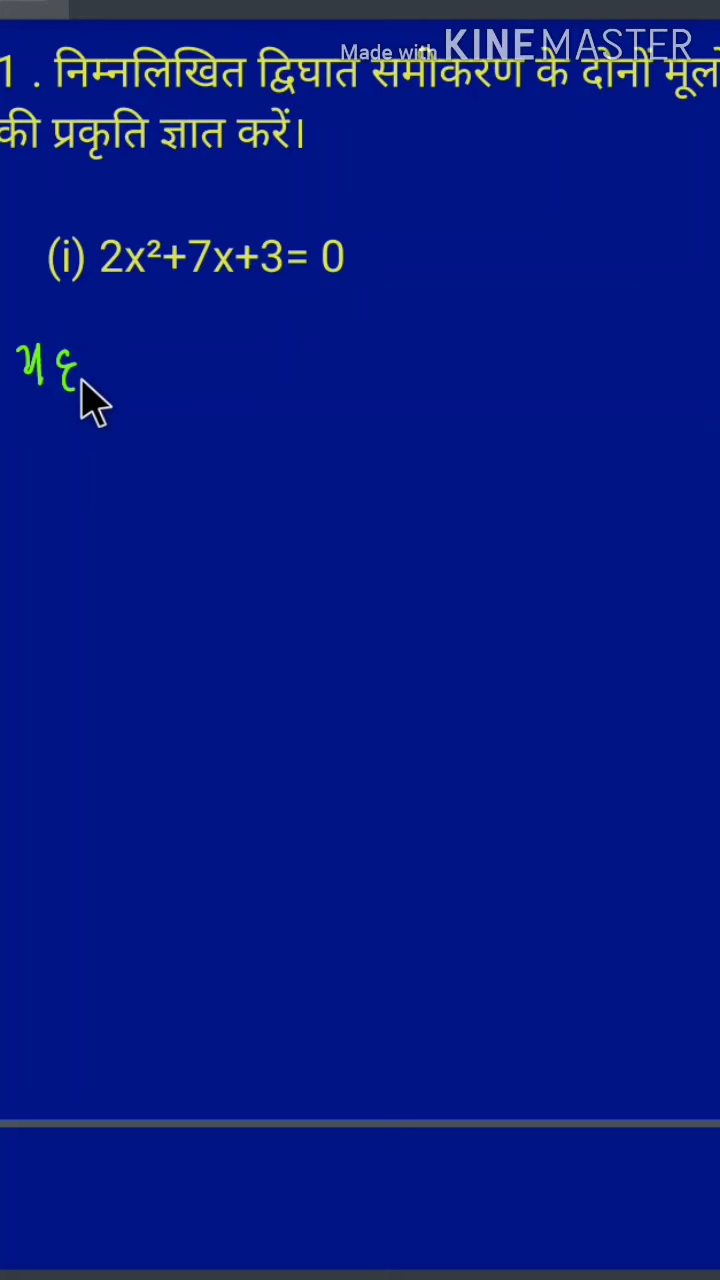 Made with KINEMASTER
1 . निम्नलिखित द्विघात समीकरण के दोनों मूलों
की प्रकृति ज्ञात करें।
(i) 2x²+7x+3= 0